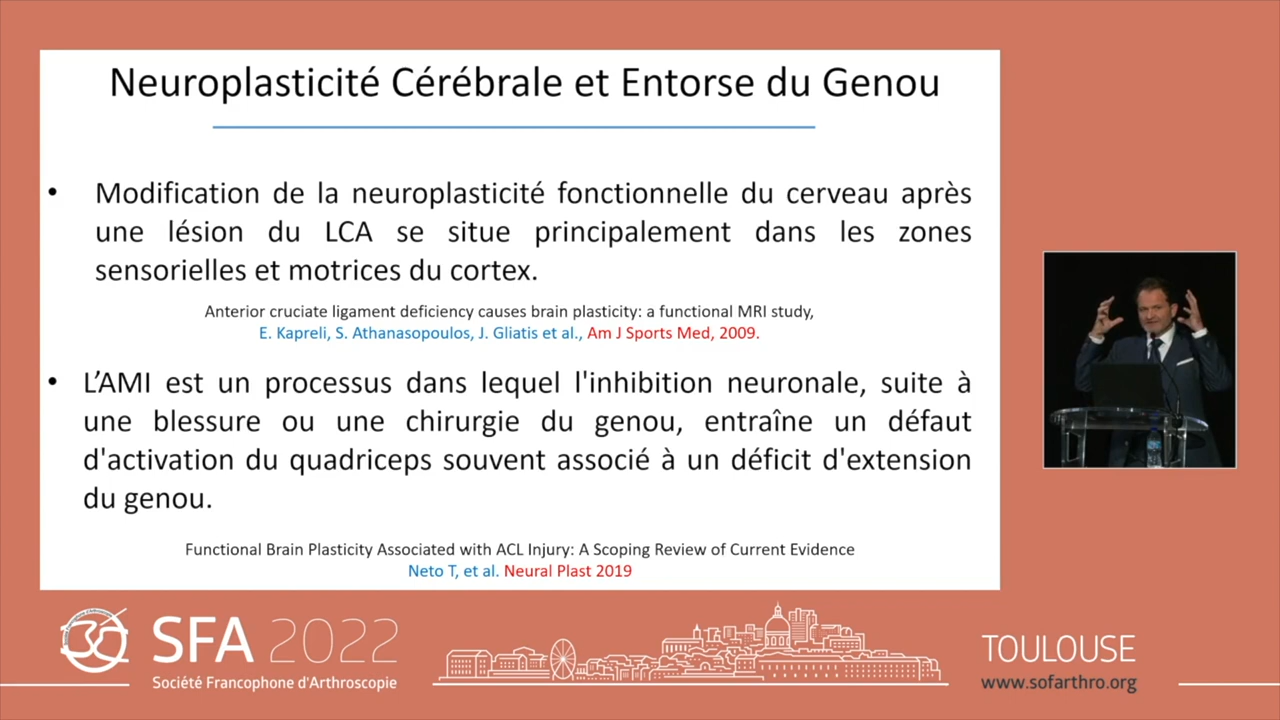 Neuroplasticité Cérébrale et Entorse du Genou
• Modification de la neuroplasticité fonctionnelle du cerveau après
une lésion du LCA se situe principalement dans les zones
sensorielles et motrices du cortex.
Anterior cruciate ligament deficiency causes brain plasticity: a functional MRI study,
E. Kapreli, S. Athanasopoulos, J. Gliatis et al., Am J Sports Med, 2009.
• L'AMI est un processus dans lequel l'inhibition neuronale, suite à
une blessure ou une chirurgie du genou, entraîne un défaut
d'activation du quadriceps souvent associé à un déficit d'extension
du genou.
Functional Brain Plasticity Associated with ACL Injury: A Scoping Review of Current Evidence
Neto T, et al. Neural Plast 2019
30
SFA 2022
Société Francophone d'Arthroscopie
TOULOUSE
www.sofarthro.org